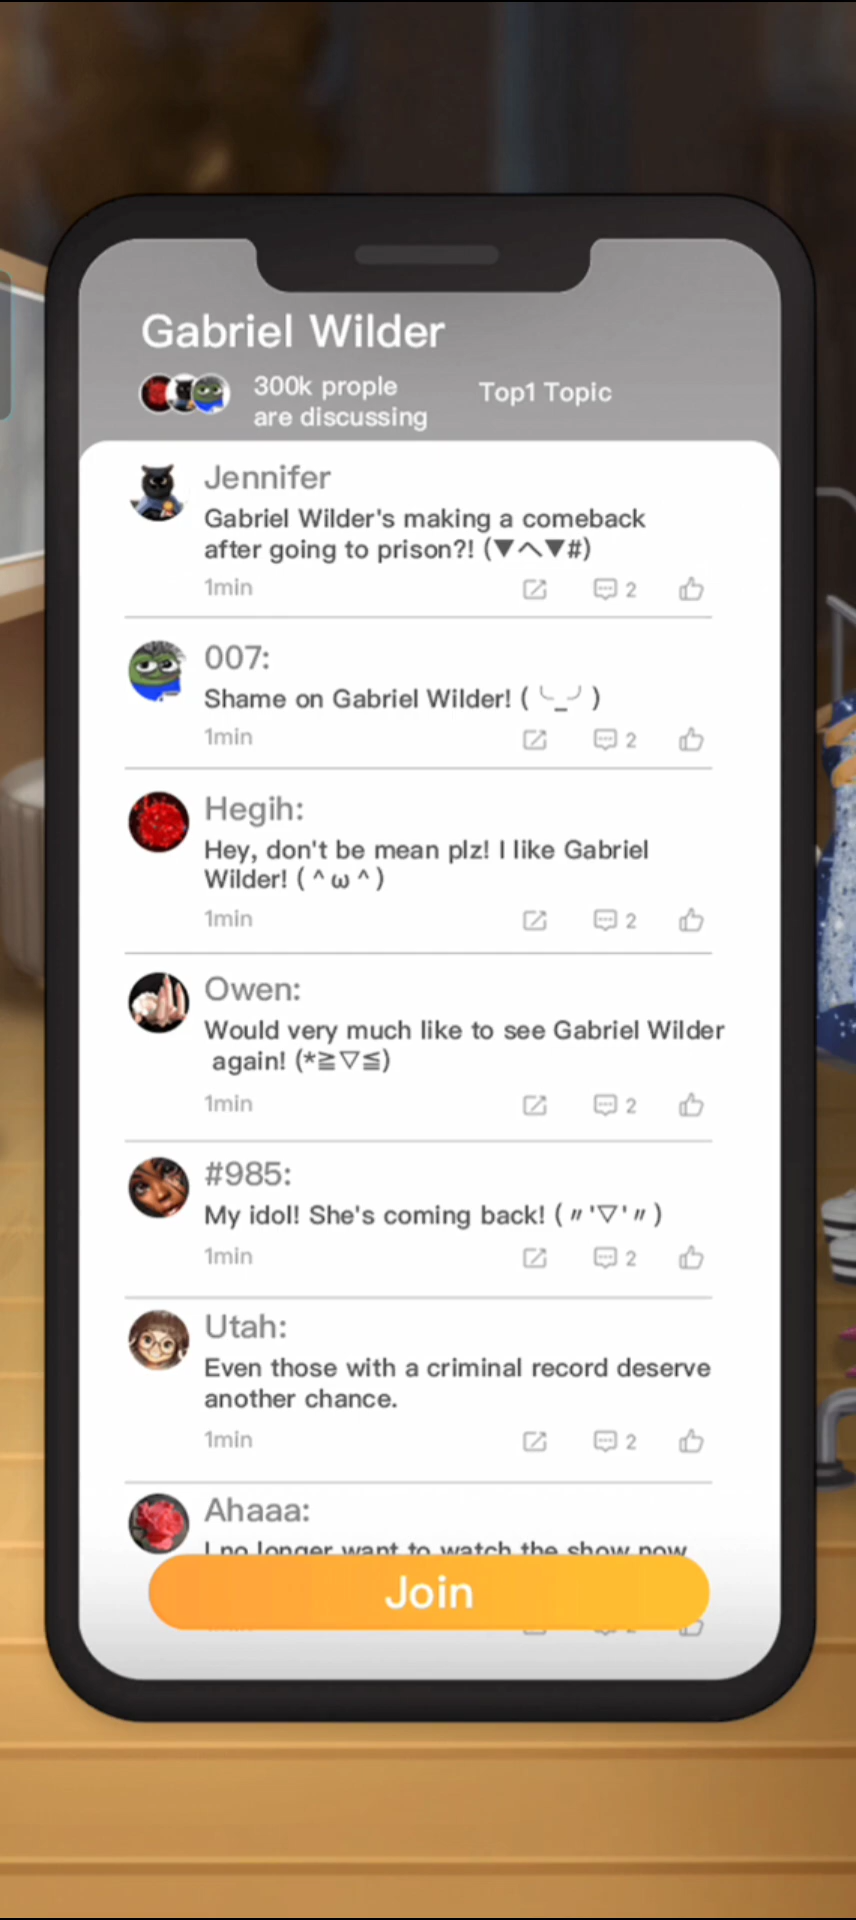 Gabriel Wilder
300k prople
are discussing
Top1 Topic
Jennifer
Gabriel Wilder's making a comeback
after going to prison?! (▼へ▼#)
1min
2
007:
Shame on Gabriel Wilder! ( ╰_╯ )
1min
2
Hegih:
Hey, don't be mean plz! I like Gabriel
Wilder! ( ^ ω ^ )
1min
2
Owen:
Would very much like to see Gabriel Wilder
again! (*≧▽≦)
1min
2
#985:
My idol! She's coming back! (〃'▽'〃 )
1min
2
Utah:
Even those with a criminal record deserve
another chance.
1min
2
Ahaaa:
I no longer want to watch the show now
Join